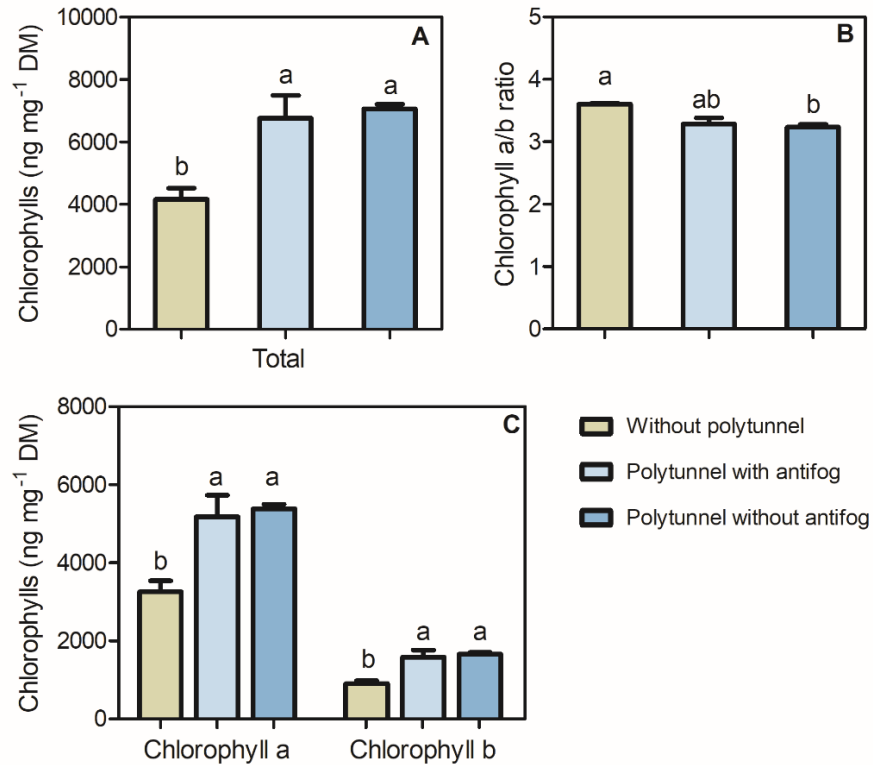 A
Chlorophylls (ng mg⁻¹ DM)
10000
8000
6000
4000
2000
0
b
a
a
Total
B
Chlorophyll a/b ratio
5
4
3
2
1
0
a
ab
b
C
Chlorophylls (ng mg⁻¹ DM)
8000
6000
4000
2000
0
b
a
a
b
a
a
Chlorophyll a
Chlorophyll b
Without polytunnel
Polytunnel with antifog
Polytunnel without antifog